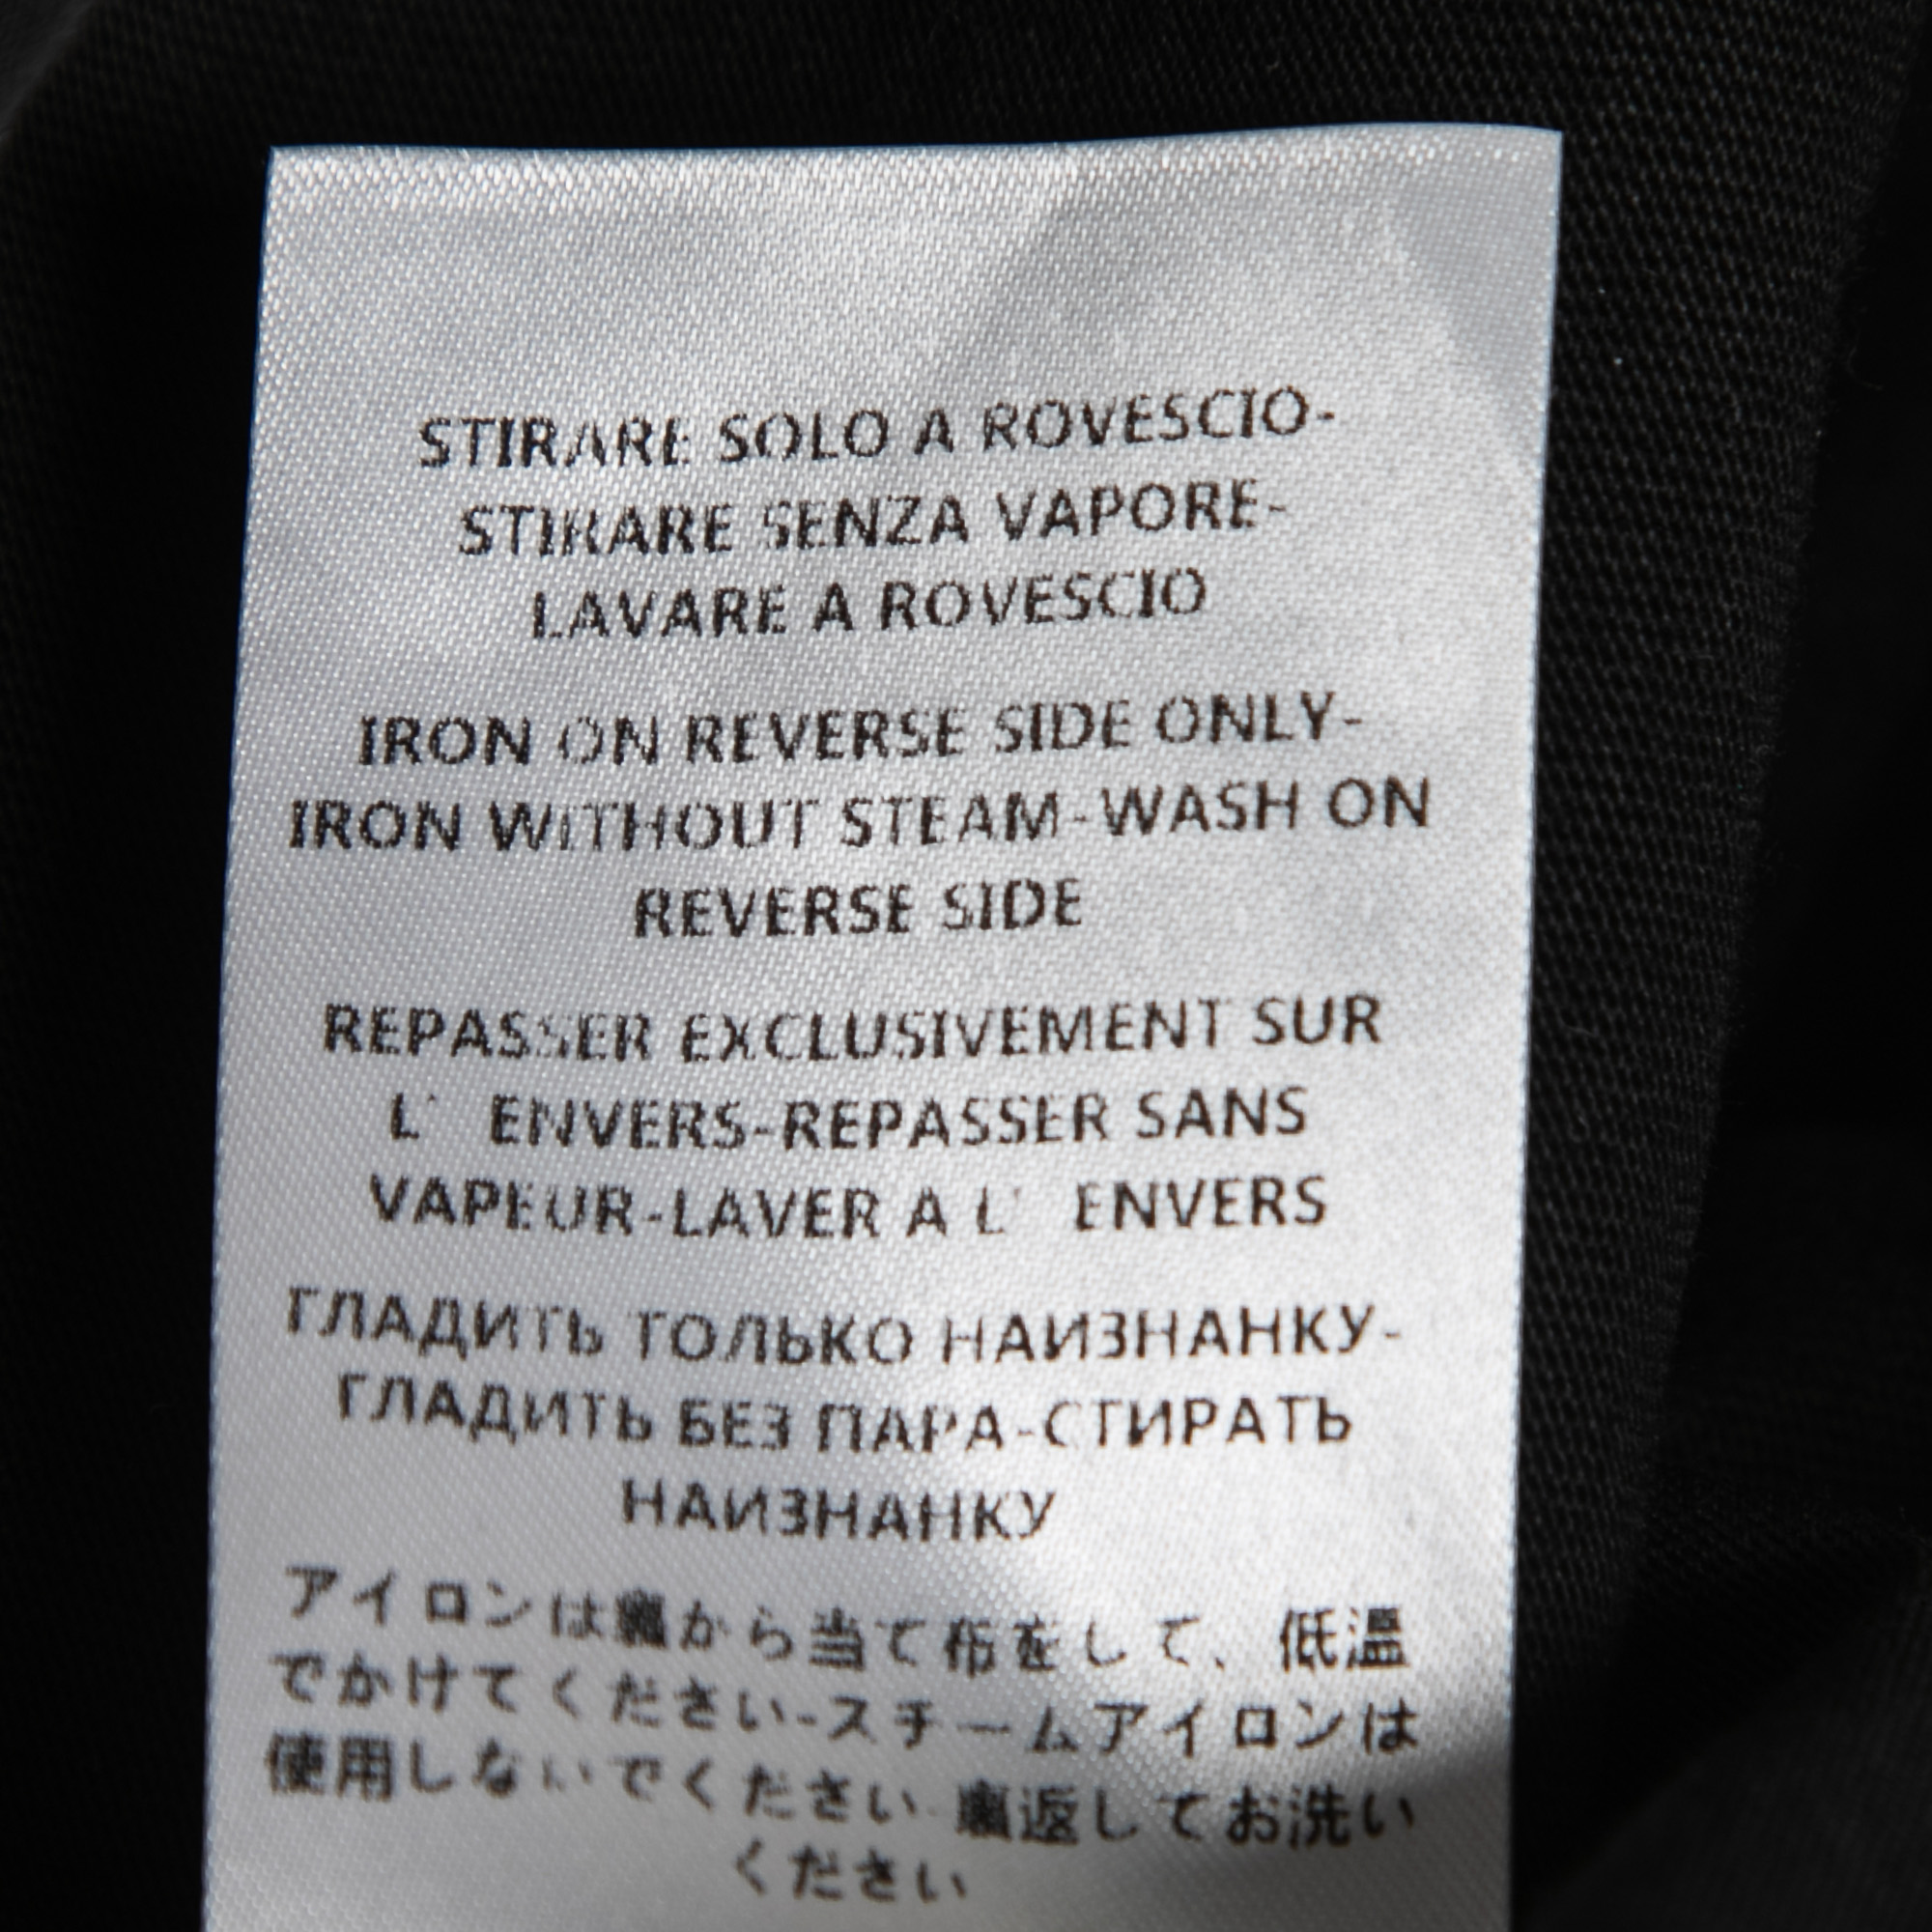 STIRARE SOLO A ROVESCIO-
STIRARE SENZA VAPORE-
LAVARE A ROVESCIO
IRON ON REVERSE SIDE ONLY-
IRON WITHOUT STEAM-WASH ON
REVERSE SIDE
REPASSER EXCLUSIVEMENT SUR
L' ENVERS-REPASSER SANS
VAPEUR-LAVER A L' ENVERS
ГЛАДИТЬ ТОЛЬКО НАИЗНАНКУ-
ГЛАДИТЬ БЕЗ ПАРА-СТИРАТЬ
НАИЗНАНКУ
アイロンは裏から当て布をして、低温
でかけてください-スチームアイロンは
使用しないでください-裏返してお洗い
ください